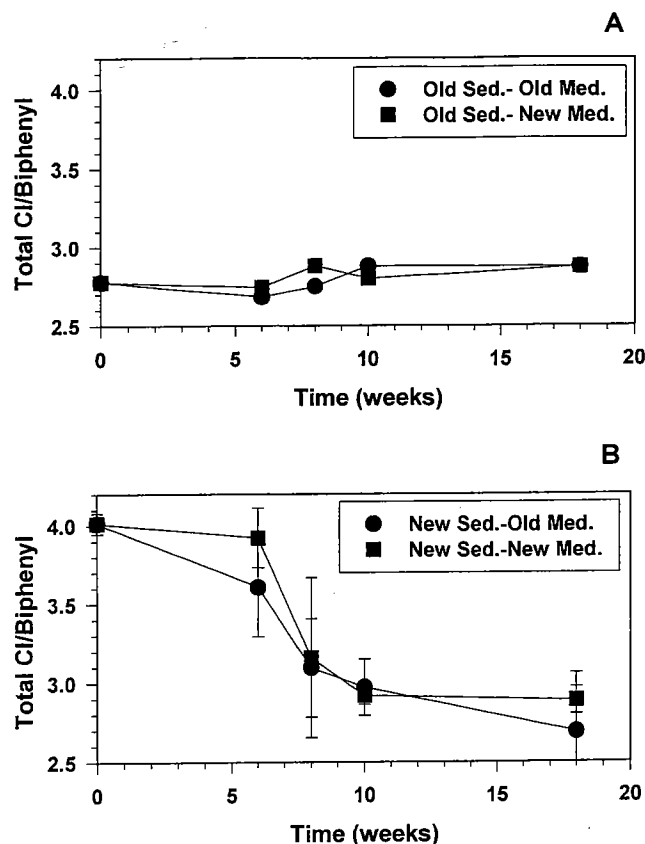 A
Total Cl/Biphenyl
4.0
3.5
3.0
2.5
Old Sed.- Old Med.
Old Sed.- New Med.
0 5 10 15 20
Time (weeks)
B
Total Cl/Biphenyl
4.0
3.5
3.0
2.5
New Sed.-Old Med.
New Sed.-New Med.
0 5 10 15 20
Time (weeks)